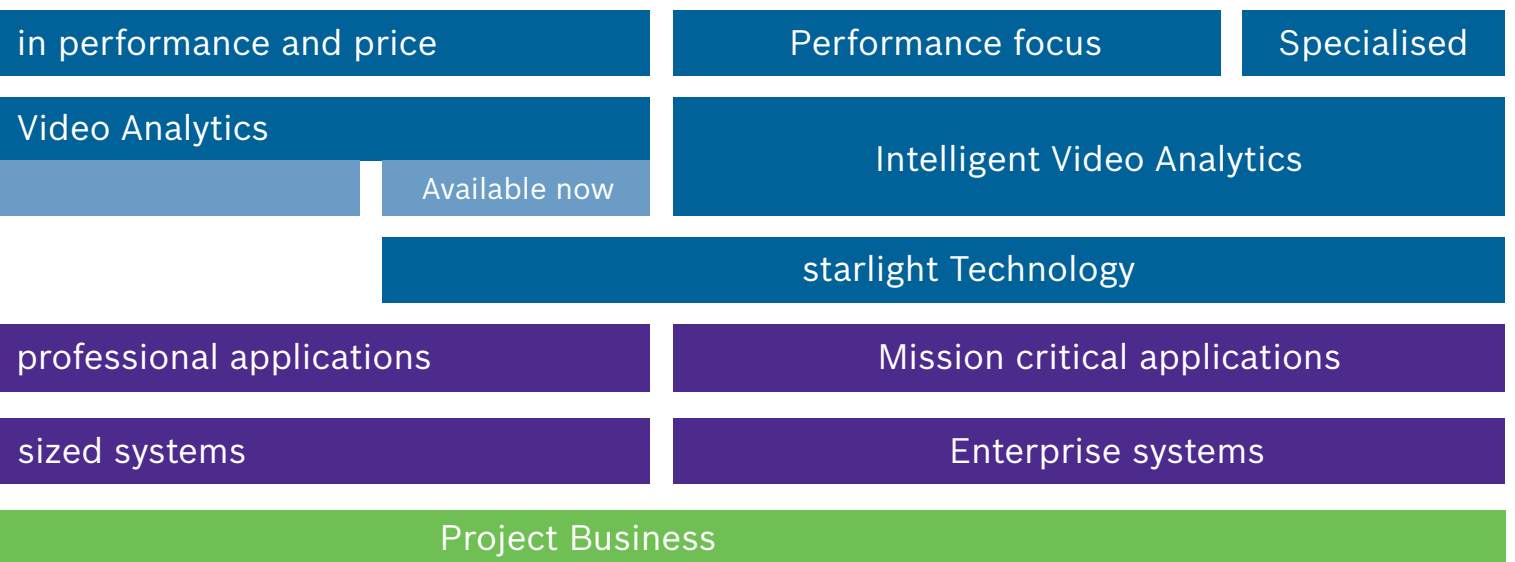 in performance and price
Performance focus
Specialised
Video Analytics
Intelligent Video Analytics
Available now
starlight Technology
professional applications
Mission critical applications
sized systems
Enterprise systems
Project Business